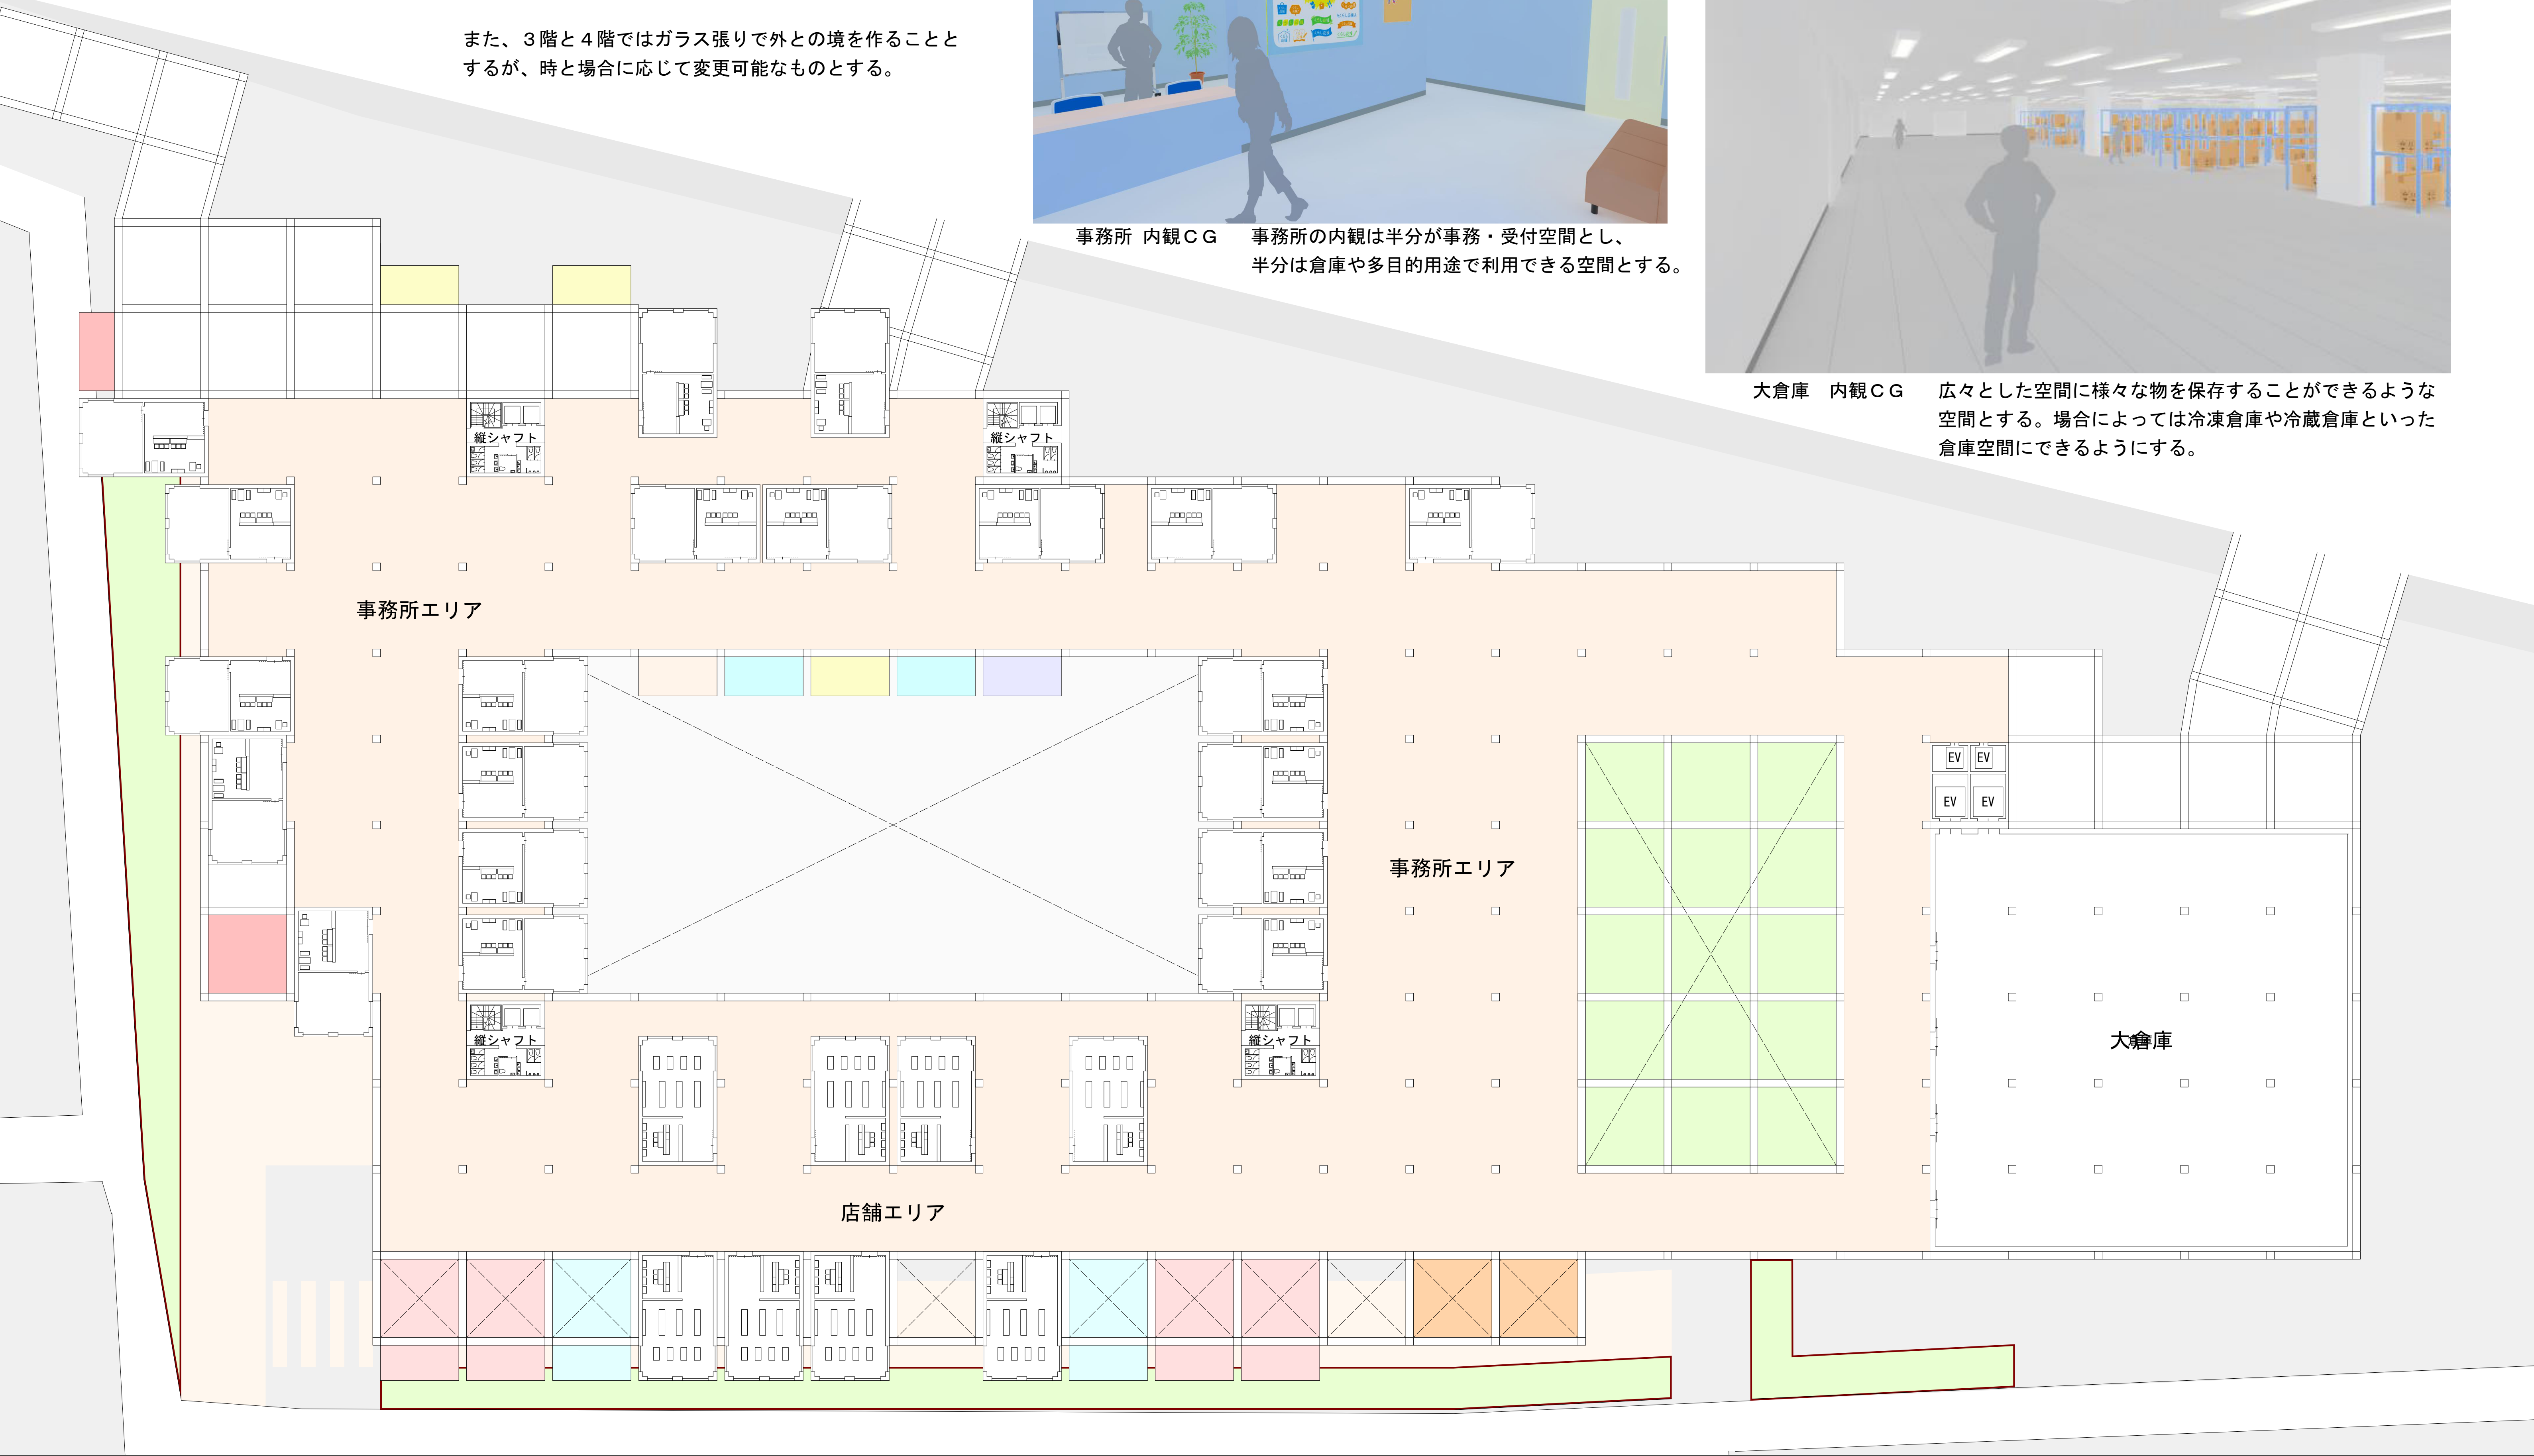 また、３階と４階ではガラス張りで外との境を作ることと
するが、時と場合に応じて変更可能なものとする。
事務所 内観ＣＧ
事務所の内観は半分が事務・受付空間とし、
半分は倉庫や多目的用途で利用できる空間とする。
大倉庫　内観ＣＧ
広々とした空間に様々な物を保存することができるような
空間とする。場合によっては冷凍倉庫や冷蔵倉庫といった
倉庫空間にできるようにする。
縦シャフト
縦シャフト
事務所エリア
EV
EV
EV
EV
事務所エリア
縦シャフト
縦シャフト
大倉庫
店舗エリア